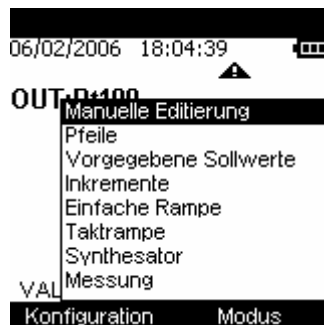 06/02/2006 18:04:39
OUT:Pt100
Manuelle Editierung
Pfeile
Vorgegebene Sollwerte
Inkremente
Einfache Rampe
Taktrampe
Synthesator
Messung
VAL
Konfiguration Modus